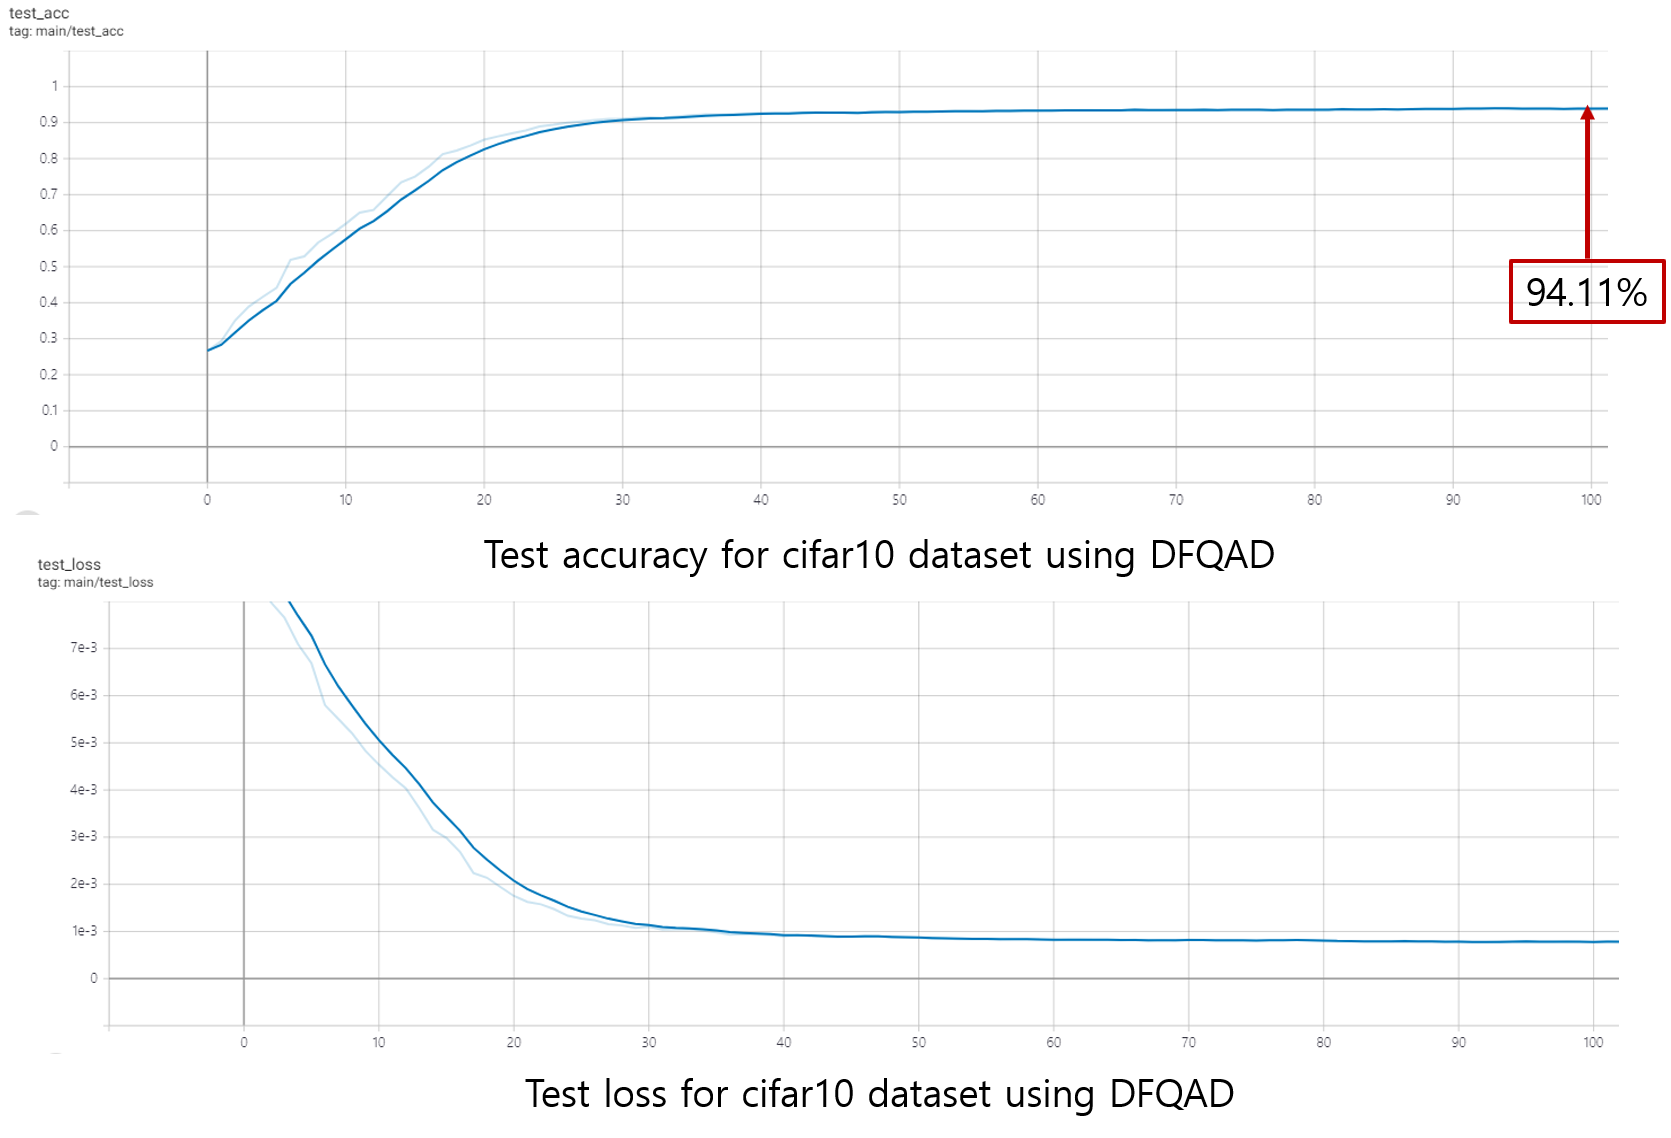 test_acc
tag: main/test_acc
1
0.9
0.8
0.7
0.6
0.5
0.4
0.3
0.2
0.1
0
0 10 20 30 40 50 60 70 80 90 100
94.11%
Test accuracy for cifar10 dataset using DFQAD
test_loss
tag: main/test_loss
7e-3
6e-3
5e-3
4e-3
3e-3
2e-3
1e-3
0
0 10 20 30 40 50 60 70 80 90 100
Test loss for cifar10 dataset using DFQAD